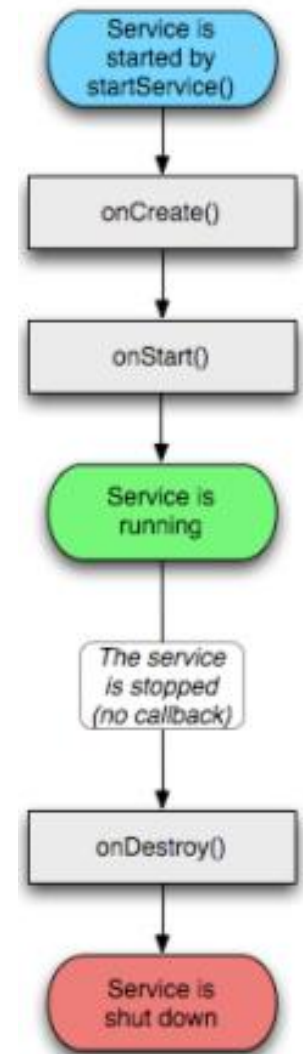 Service is
started by
startService()
onCreate()
onStart()
Service is
running
The service
is stopped
(no callback)
onDestroy()
Service is
shut down